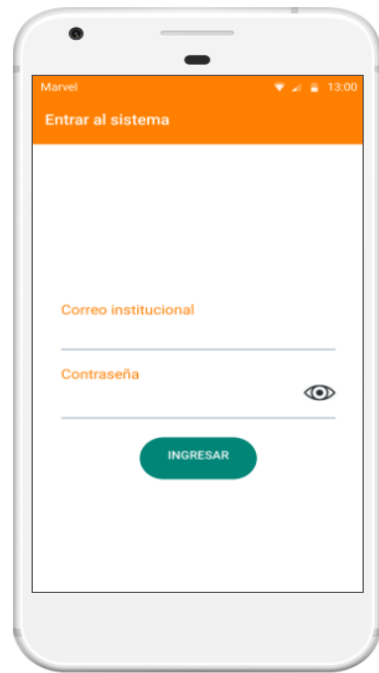 Marvel 13:00
Entrar al sistema
Correo institucional
Contraseña
INGRESAR